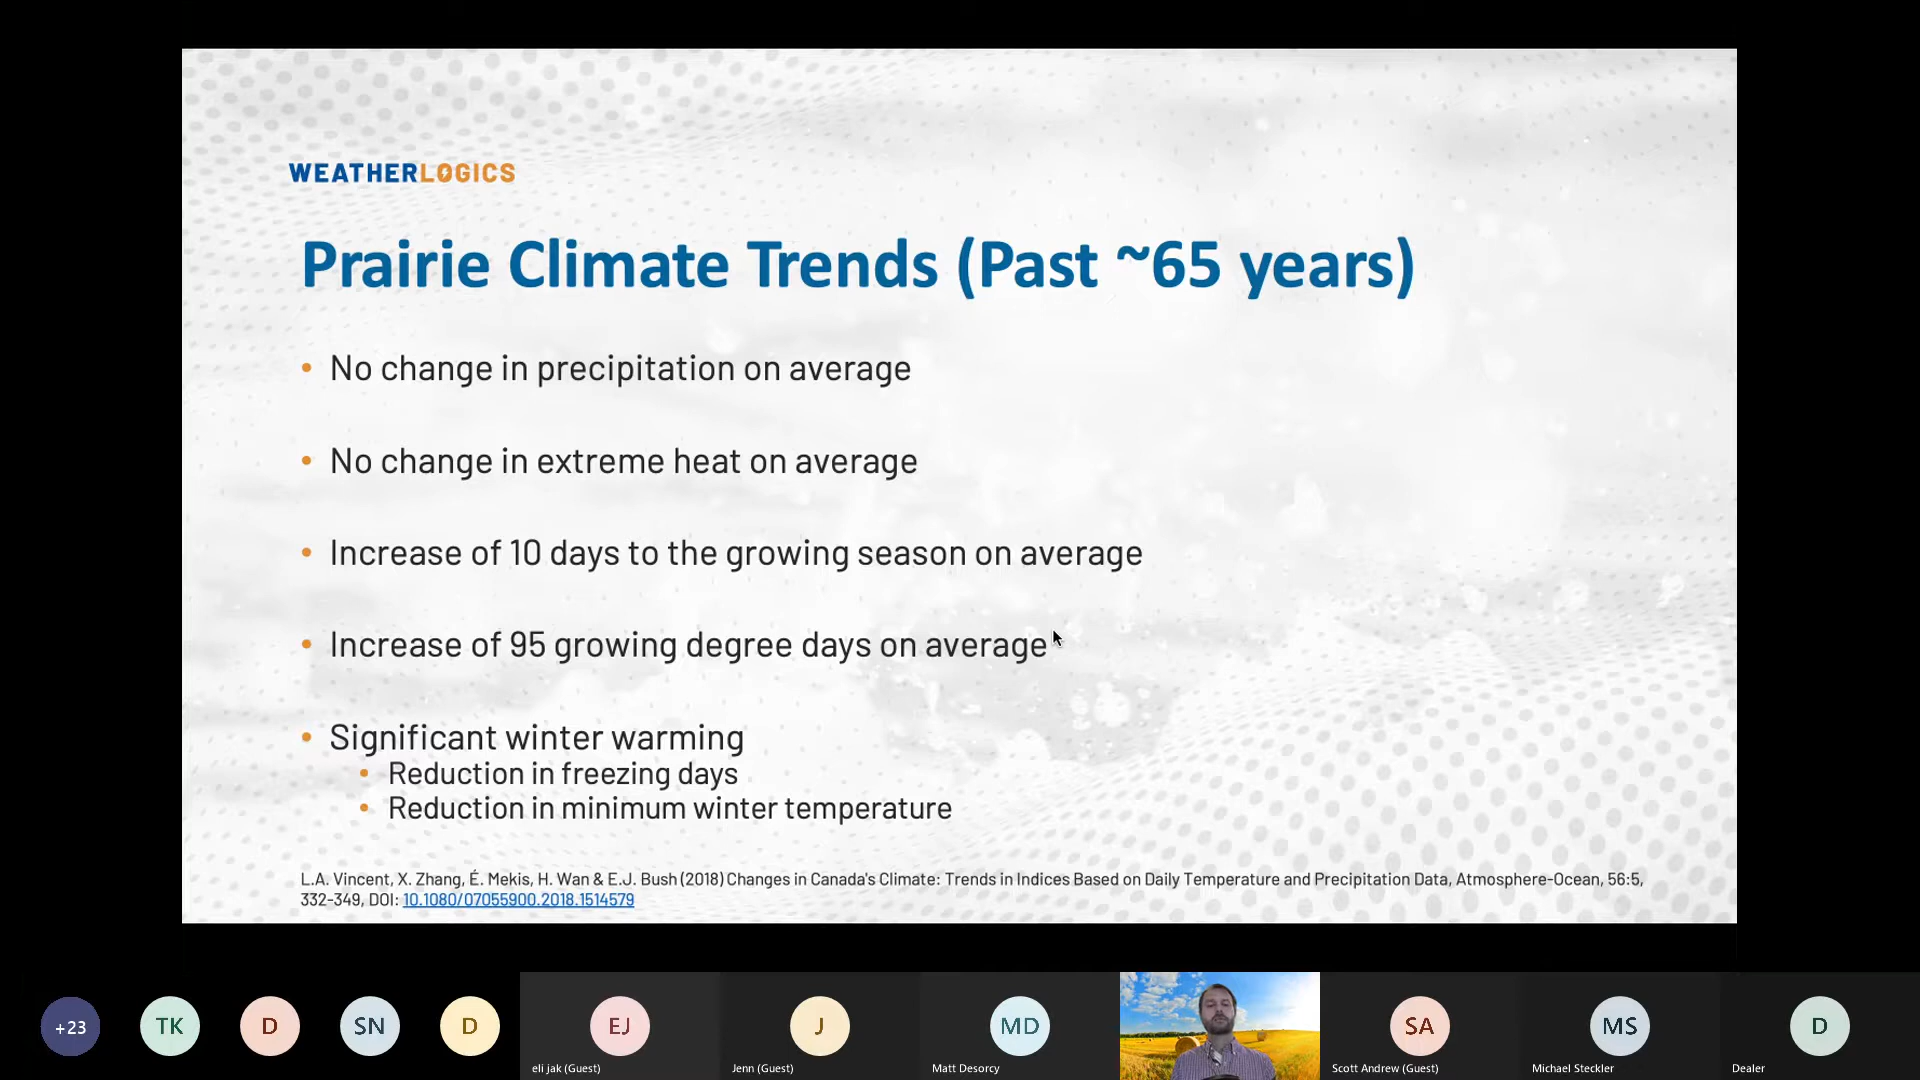 WEATHERLOGICS
Prairie Climate Trends (Past ~65 years)
• No change in precipitation on average
• No change in extreme heat on average
• Increase of 10 days to the growing season on average
• Increase of 95 growing degree days on average
• Significant winter warming
• Reduction in freezing days
• Reduction in minimum winter temperature
L.A. Vincent, X. Zhang, É. Mekis, H. Wan & E.J. Bush (2018) Changes in Canada's Climate: Trends in Indices Based on Daily Temperature and Precipitation Data, Atmosphere-Ocean, 56:5,
332-349, DOI: 10.1080/07055900.2018.1514579
+23 TK D SN D EJ J MD SA MS D
eli jak (Guest) Jenn (Guest) Matt Desorcy Scott Andrew (Guest) Michael Steckler Dealer